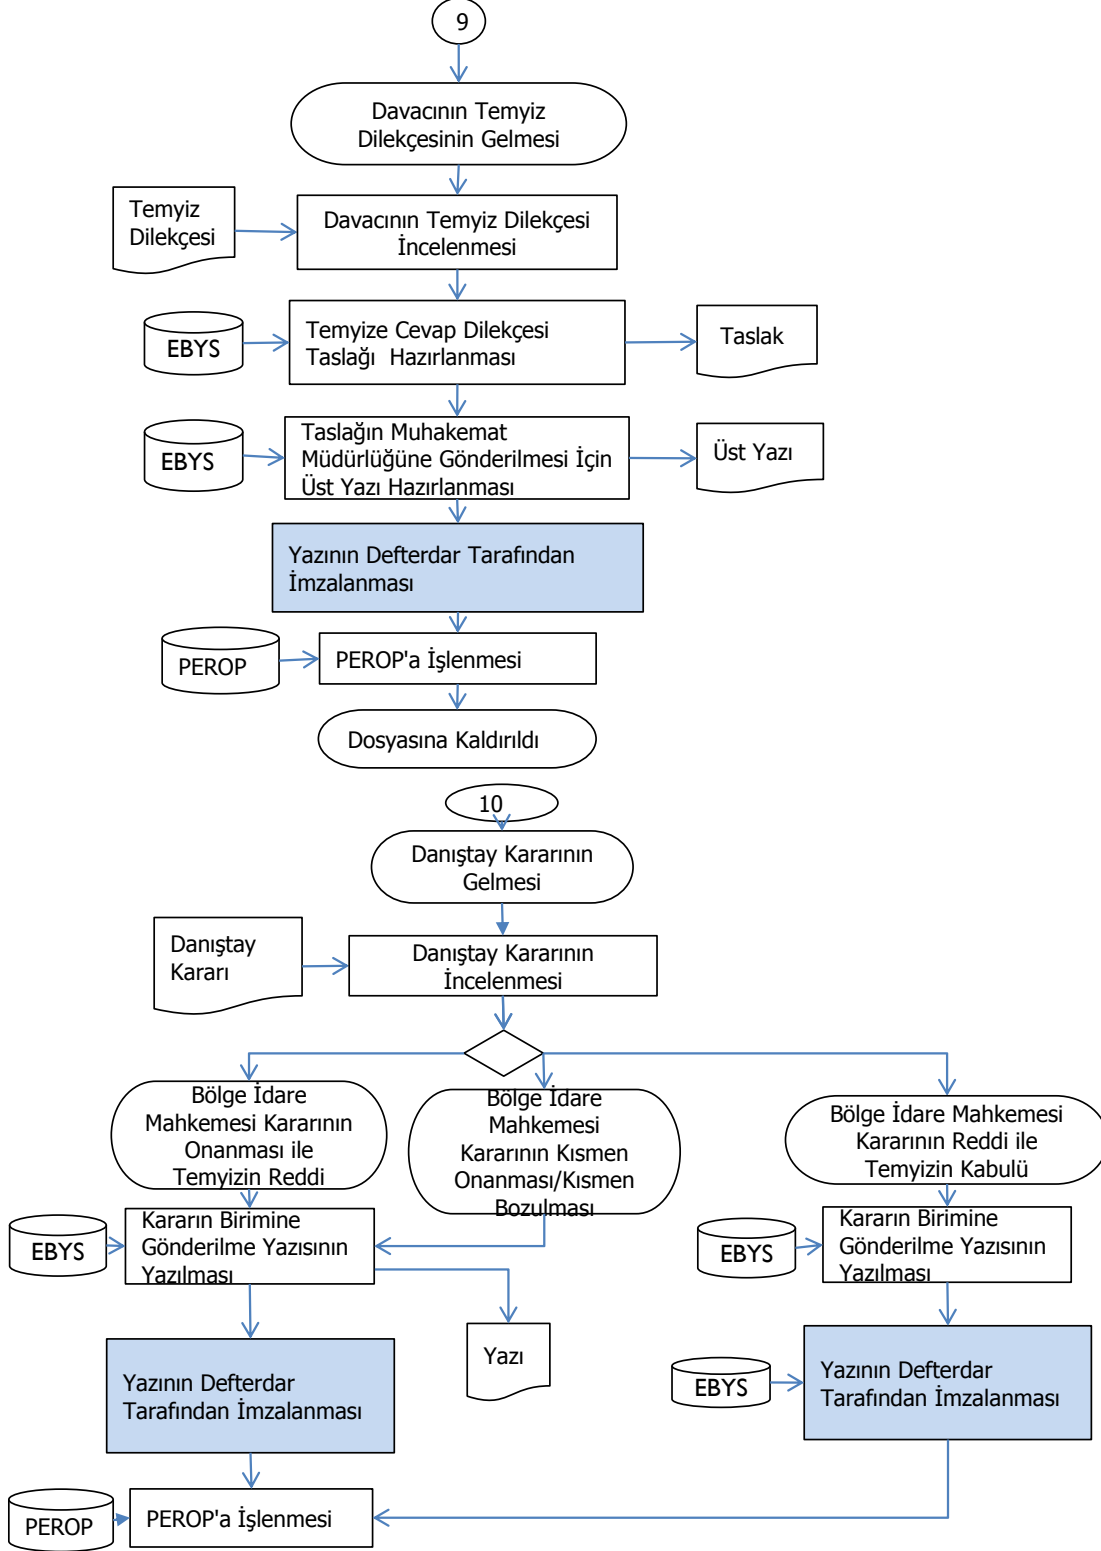 9
Davacının Temyiz
Dilekçesinin Gelmesi
Temyiz
Dilekçesi
Davacının Temyiz Dilekçesi
İncelenmesi
EBYS
Temyize Cevap Dilekçesi
Taslağı Hazırlanması
Taslak
EBYS
Taslağın Muhakemat
Müdürlüğüne Gönderilmesi İçin
Üst Yazı Hazırlanması
Üst Yazı
Yazının Defterdar Tarafından
İmzalanması
PEROP
PEROP'a İşlenmesi
Dosyasına Kaldırıldı
10
Danıştay Kararının
Gelmesi
Danıştay
Kararı
Danıştay Kararının
İncelenmesi
Bölge İdare
Mahkemesi Kararının
Onanması ile
Temyizin Reddi
Bölge İdare
Mahkemesi
Kararının Kısmen
Onanması/Kısmen
Bozulması
Bölge İdare Mahkemesi
Kararının Reddi ile
Temyizin Kabulü
EBYS
Kararın Birimine
Gönderilme Yazısının
Yazılması
EBYS
Kararın Birimine
Gönderilme Yazısının
Yazılması
Yazı
Yazının Defterdar
Tarafından İmzalanması
EBYS
Yazının Defterdar
Tarafından İmzalanması
PEROP
PEROP'a İşlenmesi